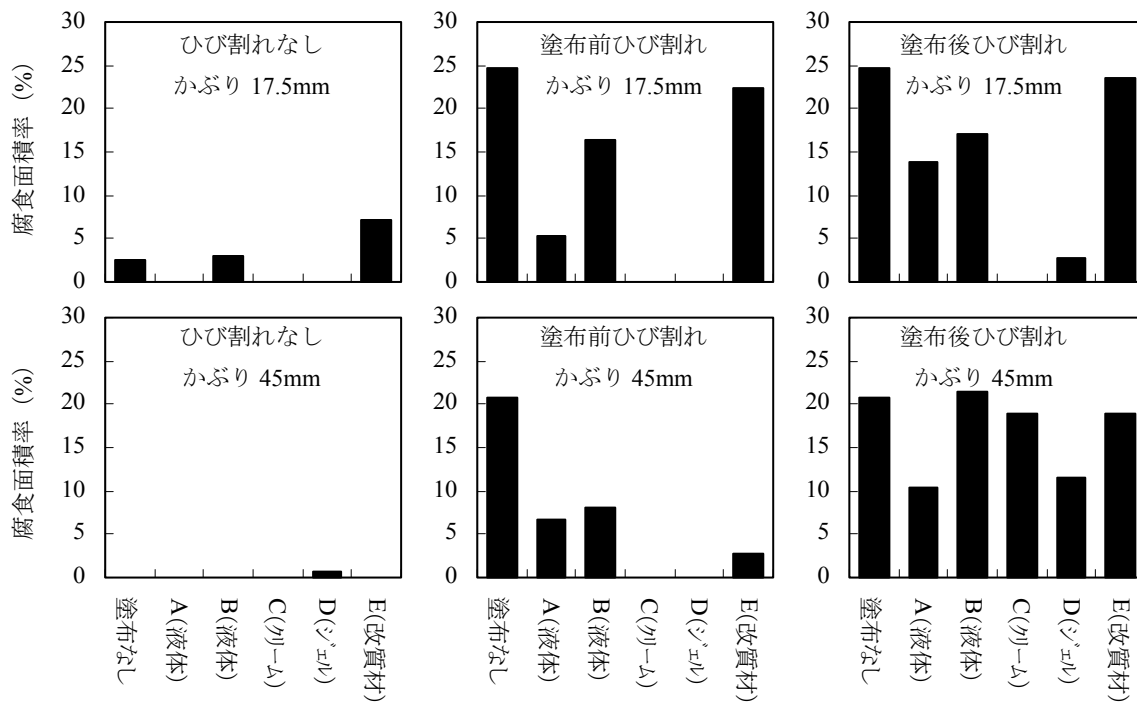 腐食面積率（%）
30
25
20
15
10
5
0
ひび割れなし
かぶり 17.5mm
30
25
20
15
10
5
0
塗布前ひび割れ
かぶり 17.5mm
30
25
20
15
10
5
0
塗布後ひび割れ
かぶり 17.5mm
腐食面積率（%）
30
25
20
15
10
5
0
ひび割れなし
かぶり 45mm
30
25
20
15
10
5
0
塗布前ひび割れ
かぶり 45mm
30
25
20
15
10
5
0
塗布後ひび割れ
かぶり 45mm
塗布なし
A(液体)
B(液体)
C(クリーム)
D(ジェル)
E(改質材)
塗布なし
A(液体)
B(液体)
C(クリーム)
D(ジェル)
E(改質材)
塗布なし
A(液体)
B(液体)
C(クリーム)
D(ジェル)
E(改質材)